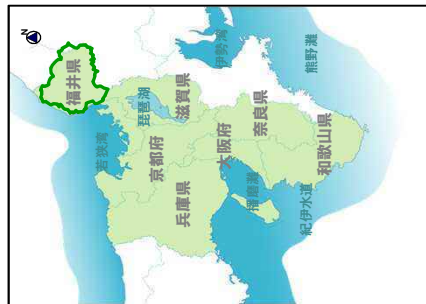 N
福井県
若狭湾
琵琶湖
伊勢湾
京都府
滋賀県
兵庫県
大阪府
奈良県
熊野灘
播磨灘
和歌山県
紀伊水道